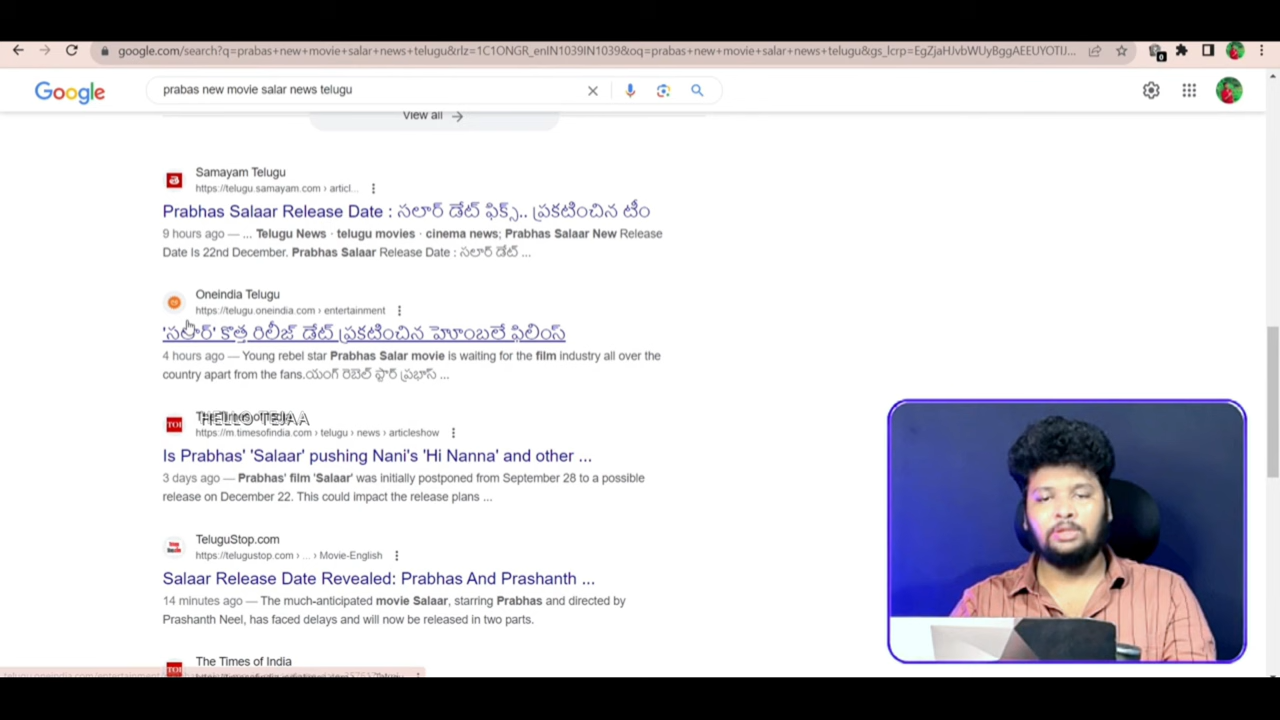 google.com/search?q=prabas+new+movie+salar+news+telugu&rlz=1C1ONGR_enIN1039IN1039&oq=prabas+new+movie+salar+news+telugu&gs_lcrp=EgZjaHJvbWUyBggAEEUYOTIJ...
Google
prabas new movie salar news telugu
View all
Samayam Telugu
https://telugu.samayam.com › articl...
Prabhas Salaar Release Date : సలార్ డేట్ ఫిక్స్.. ప్రకటించిన టీం
9 hours ago — ... Telugu News · telugu movies · cinema news; Prabhas Salaar New Release
Date Is 22nd December. Prabhas Salaar Release Date : సలార్ డేట్ ...
Oneindia Telugu
https://telugu.oneindia.com › entertainment
'సలార్' కొత్త రిలీజ్ డేట్ ప్రకటించిన హెూంబలే ఫిలింస్
4 hours ago — Young rebel star Prabhas Salar movie is waiting for the film industry all over the
country apart from the fans.యంగ్ రెబెల్ స్టార్ ప్రభాస్ ...
The Times of India
HELLO TEJAA
TOI
https://m.timesofindia.com › telugu › news › articleshow
Is Prabhas' 'Salaar' pushing Nani's 'Hi Nanna' and other ...
3 days ago — Prabhas' film 'Salaar' was initially postponed from September 28 to a possible
release on December 22. This could impact the release plans ...
TeluguStop.com
https://telugustop.com › ... › Movie-English
Salaar Release Date Revealed: Prabhas And Prashanth ...
14 minutes ago — The much-anticipated movie Salaar, starring Prabhas and directed by
Prashanth Neel, has faced delays and will now be released in two parts.
The Times of India
TOI